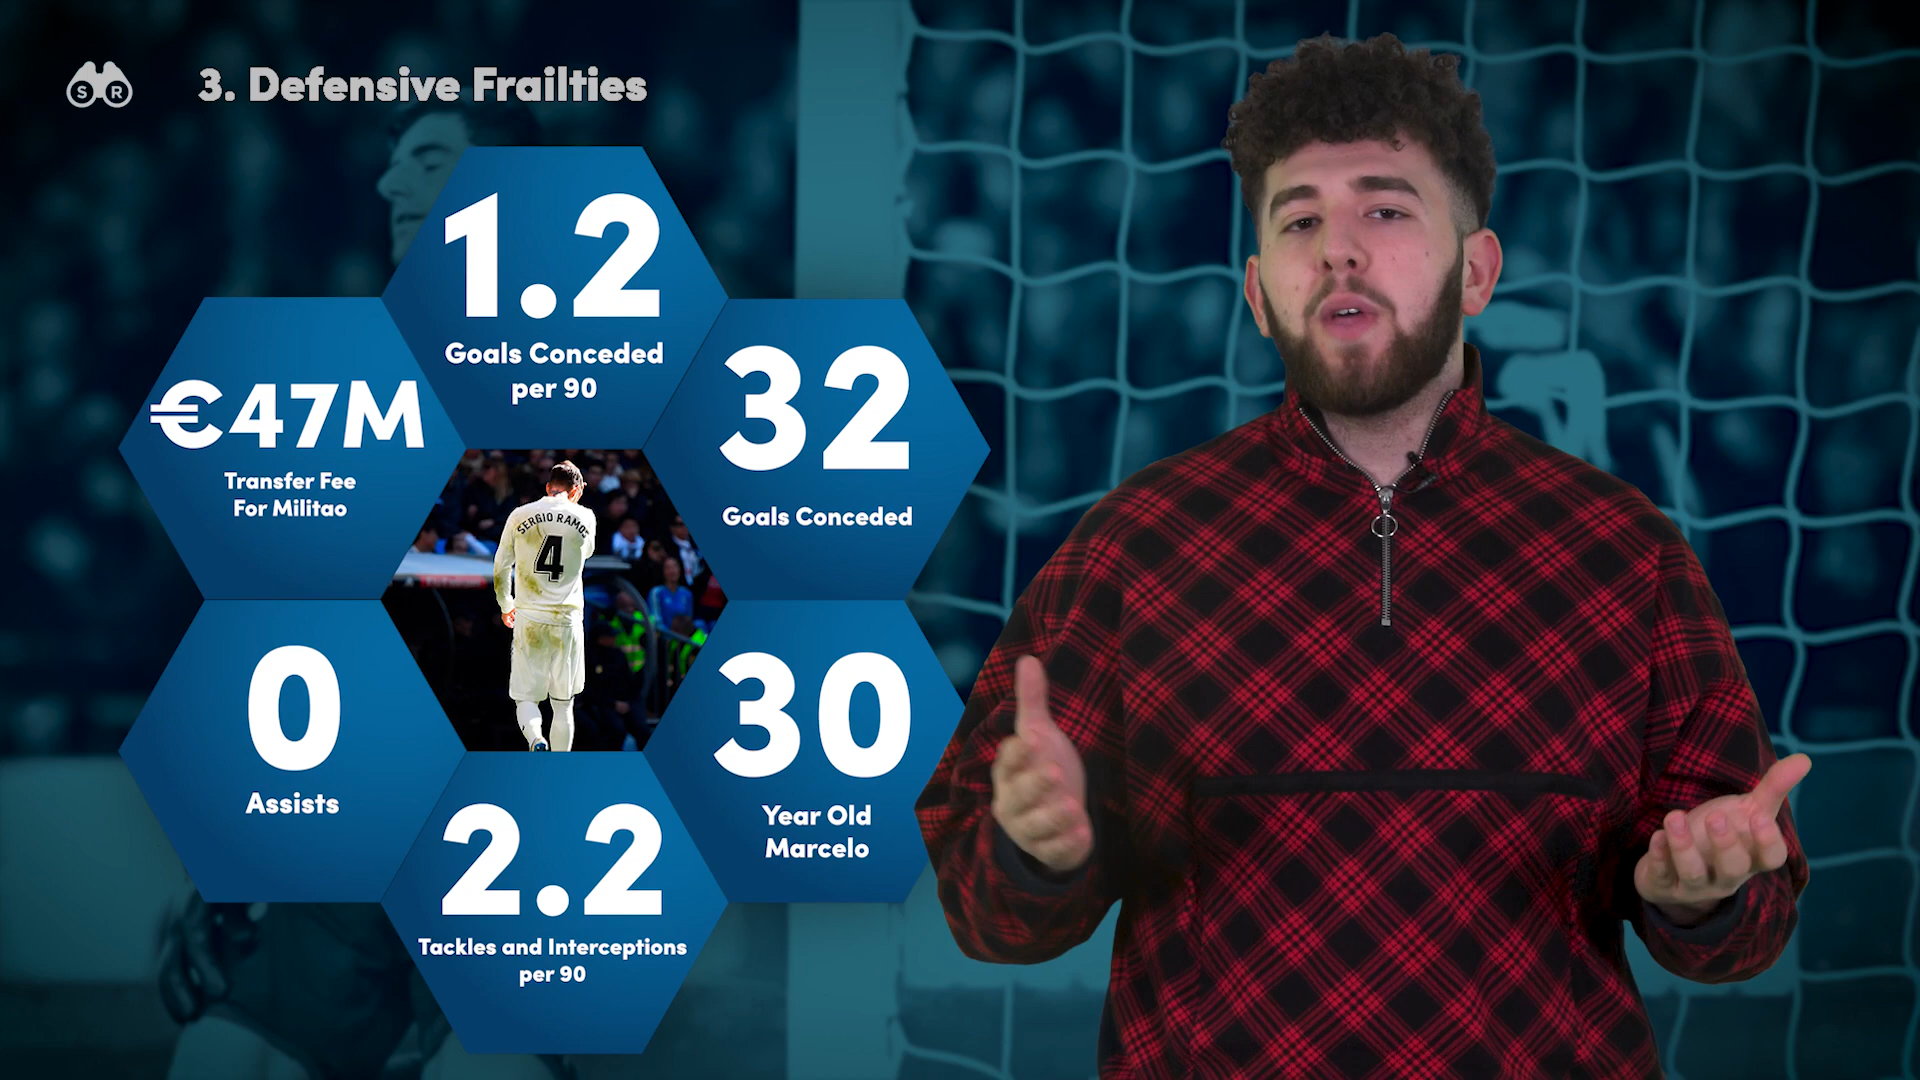 S R
3. Defensive Frailties
1.2
Goals Conceded
per 90
€47M
Transfer Fee
For Militao
32
Goals Conceded
SERGIO RAMOS
4
0
Assists
30
Year Old
Marcelo
2.2
Tackles and Interceptions
per 90